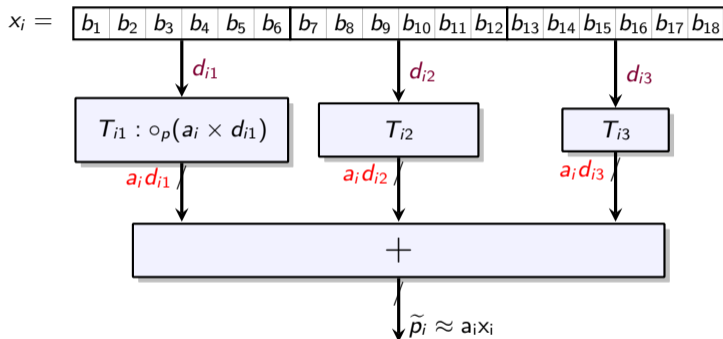 xᵢ = b₁ b₂ b₃ b₄ b₅ b₆ b₇ b₈ b₉ b₁₀ b₁₁ b₁₂ b₁₃ b₁₄ b₁₅ b₁₆ b₁₇ b₁₈
dᵢ₁ dᵢ₂ dᵢ₃
Tᵢ₁ : ∘ₚ(aᵢ × dᵢ₁) Tᵢ₂ Tᵢ₃
aᵢdᵢ₁ aᵢdᵢ₂ aᵢdᵢ₃
+
p̃ᵢ ≈ aᵢxᵢ